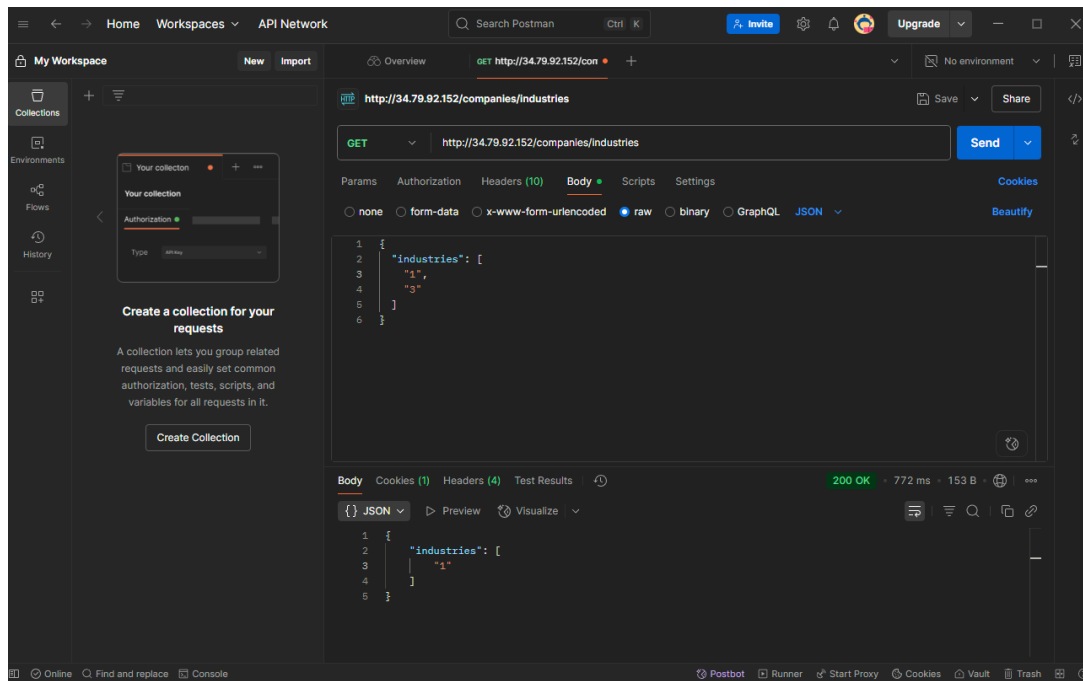 Home Workspaces API Network Search Postman Ctrl K Invite Upgrade
My Workspace New Import Overview GET http://34.79.92.152/con No environment
Collections
Environments
Flows
History
Your collecton
Your collection
Authorization
Type API Key
Create a collection for your
requests
A collection lets you group related
requests and easily set common
authorization, tests, scripts, and
variables for all requests in it.
Create Collection
HTTP http://34.79.92.152/companies/industries Save Share
GET http://34.79.92.152/companies/industries Send
Params Authorization Headers (10) Body Scripts Settings Cookies
none form-data x-www-form-urlencoded raw binary GraphQL JSON Beautify
1 {
2 "industries": [
3 "1",
4 "3"
5 ]
6 }
Body Cookies (1) Headers (4) Test Results 200 OK 772 ms 153 B
{} JSON Preview Visualize
1 {
2 "industries": [
3 "1"
4 ]
5 }
Online Find and replace Console Postbot Runner Start Proxy Cookies Vault Trash